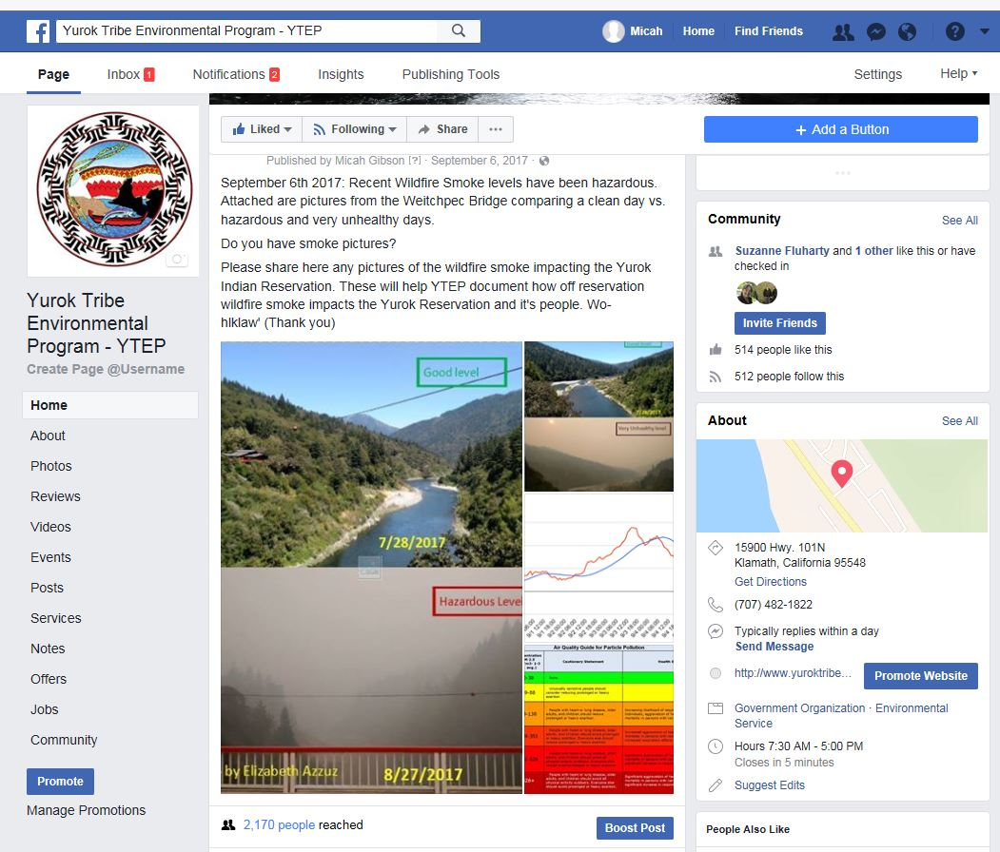 Yurok Tribe Environmental Program - YTEP
Micah
Home
Find Friends
Page
Inbox 1
Notifications 2
Insights
Publishing Tools
Settings
Help
Yurok Tribe
Environmental
Program - YTEP
Create Page @Username
Home
About
Photos
Reviews
Videos
Events
Posts
Services
Notes
Offers
Jobs
Community
Promote
Manage Promotions
Liked
Following
Share
+ Add a Button
Published by Micah Gibson [?] · September 6, 2017 ·
September 6th 2017: Recent Wildfire Smoke levels have been hazardous.
Attached are pictures from the Weitchpec Bridge comparing a clean day vs.
hazardous and very unhealthy days.
Do you have smoke pictures?
Please share here any pictures of the wildfire smoke impacting the Yurok
Indian Reservation. These will help YTEP document how off reservation
wildfire smoke impacts the Yurok Reservation and it's people. Wo-
hlklaw' (Thank you)
Good level
7/28/2017
Hazardous Leve
by Elizabeth Azzuz
8/27/2017
7/28/2017
Very Unhealthy level
Air Quality Guide for Particle Pollution
Cautionary Statement
2,170 people reached
Boost Post
Community
See All
Suzanne Fluharty and 1 other like this or have
checked in
Invite Friends
514 people like this
512 people follow this
About
See All
15900 Hwy. 101N
Klamath, California 95548
Get Directions
(707) 482-1822
Typically replies within a day
Send Message
http://www.yuroktribe...
Promote Website
Government Organization · Environmental
Service
Hours 7:30 AM - 5:00 PM
Closes in 5 minutes
Suggest Edits
People Also Like